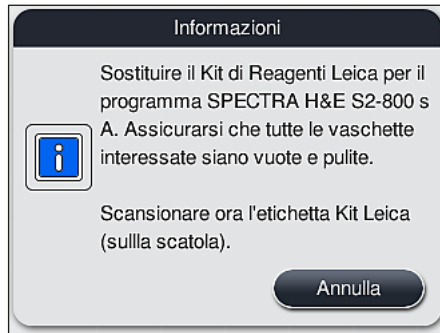 Informazioni
Sostituire il Kit di Reagenti Leica per il
programma SPECTRA H&E S2-800 s
A. Assicurarsi che tutte le vaschette
interessate siano vuote e pulite.
Scansionare ora l'etichetta Kit Leica
(sullla scatola).
Annulla